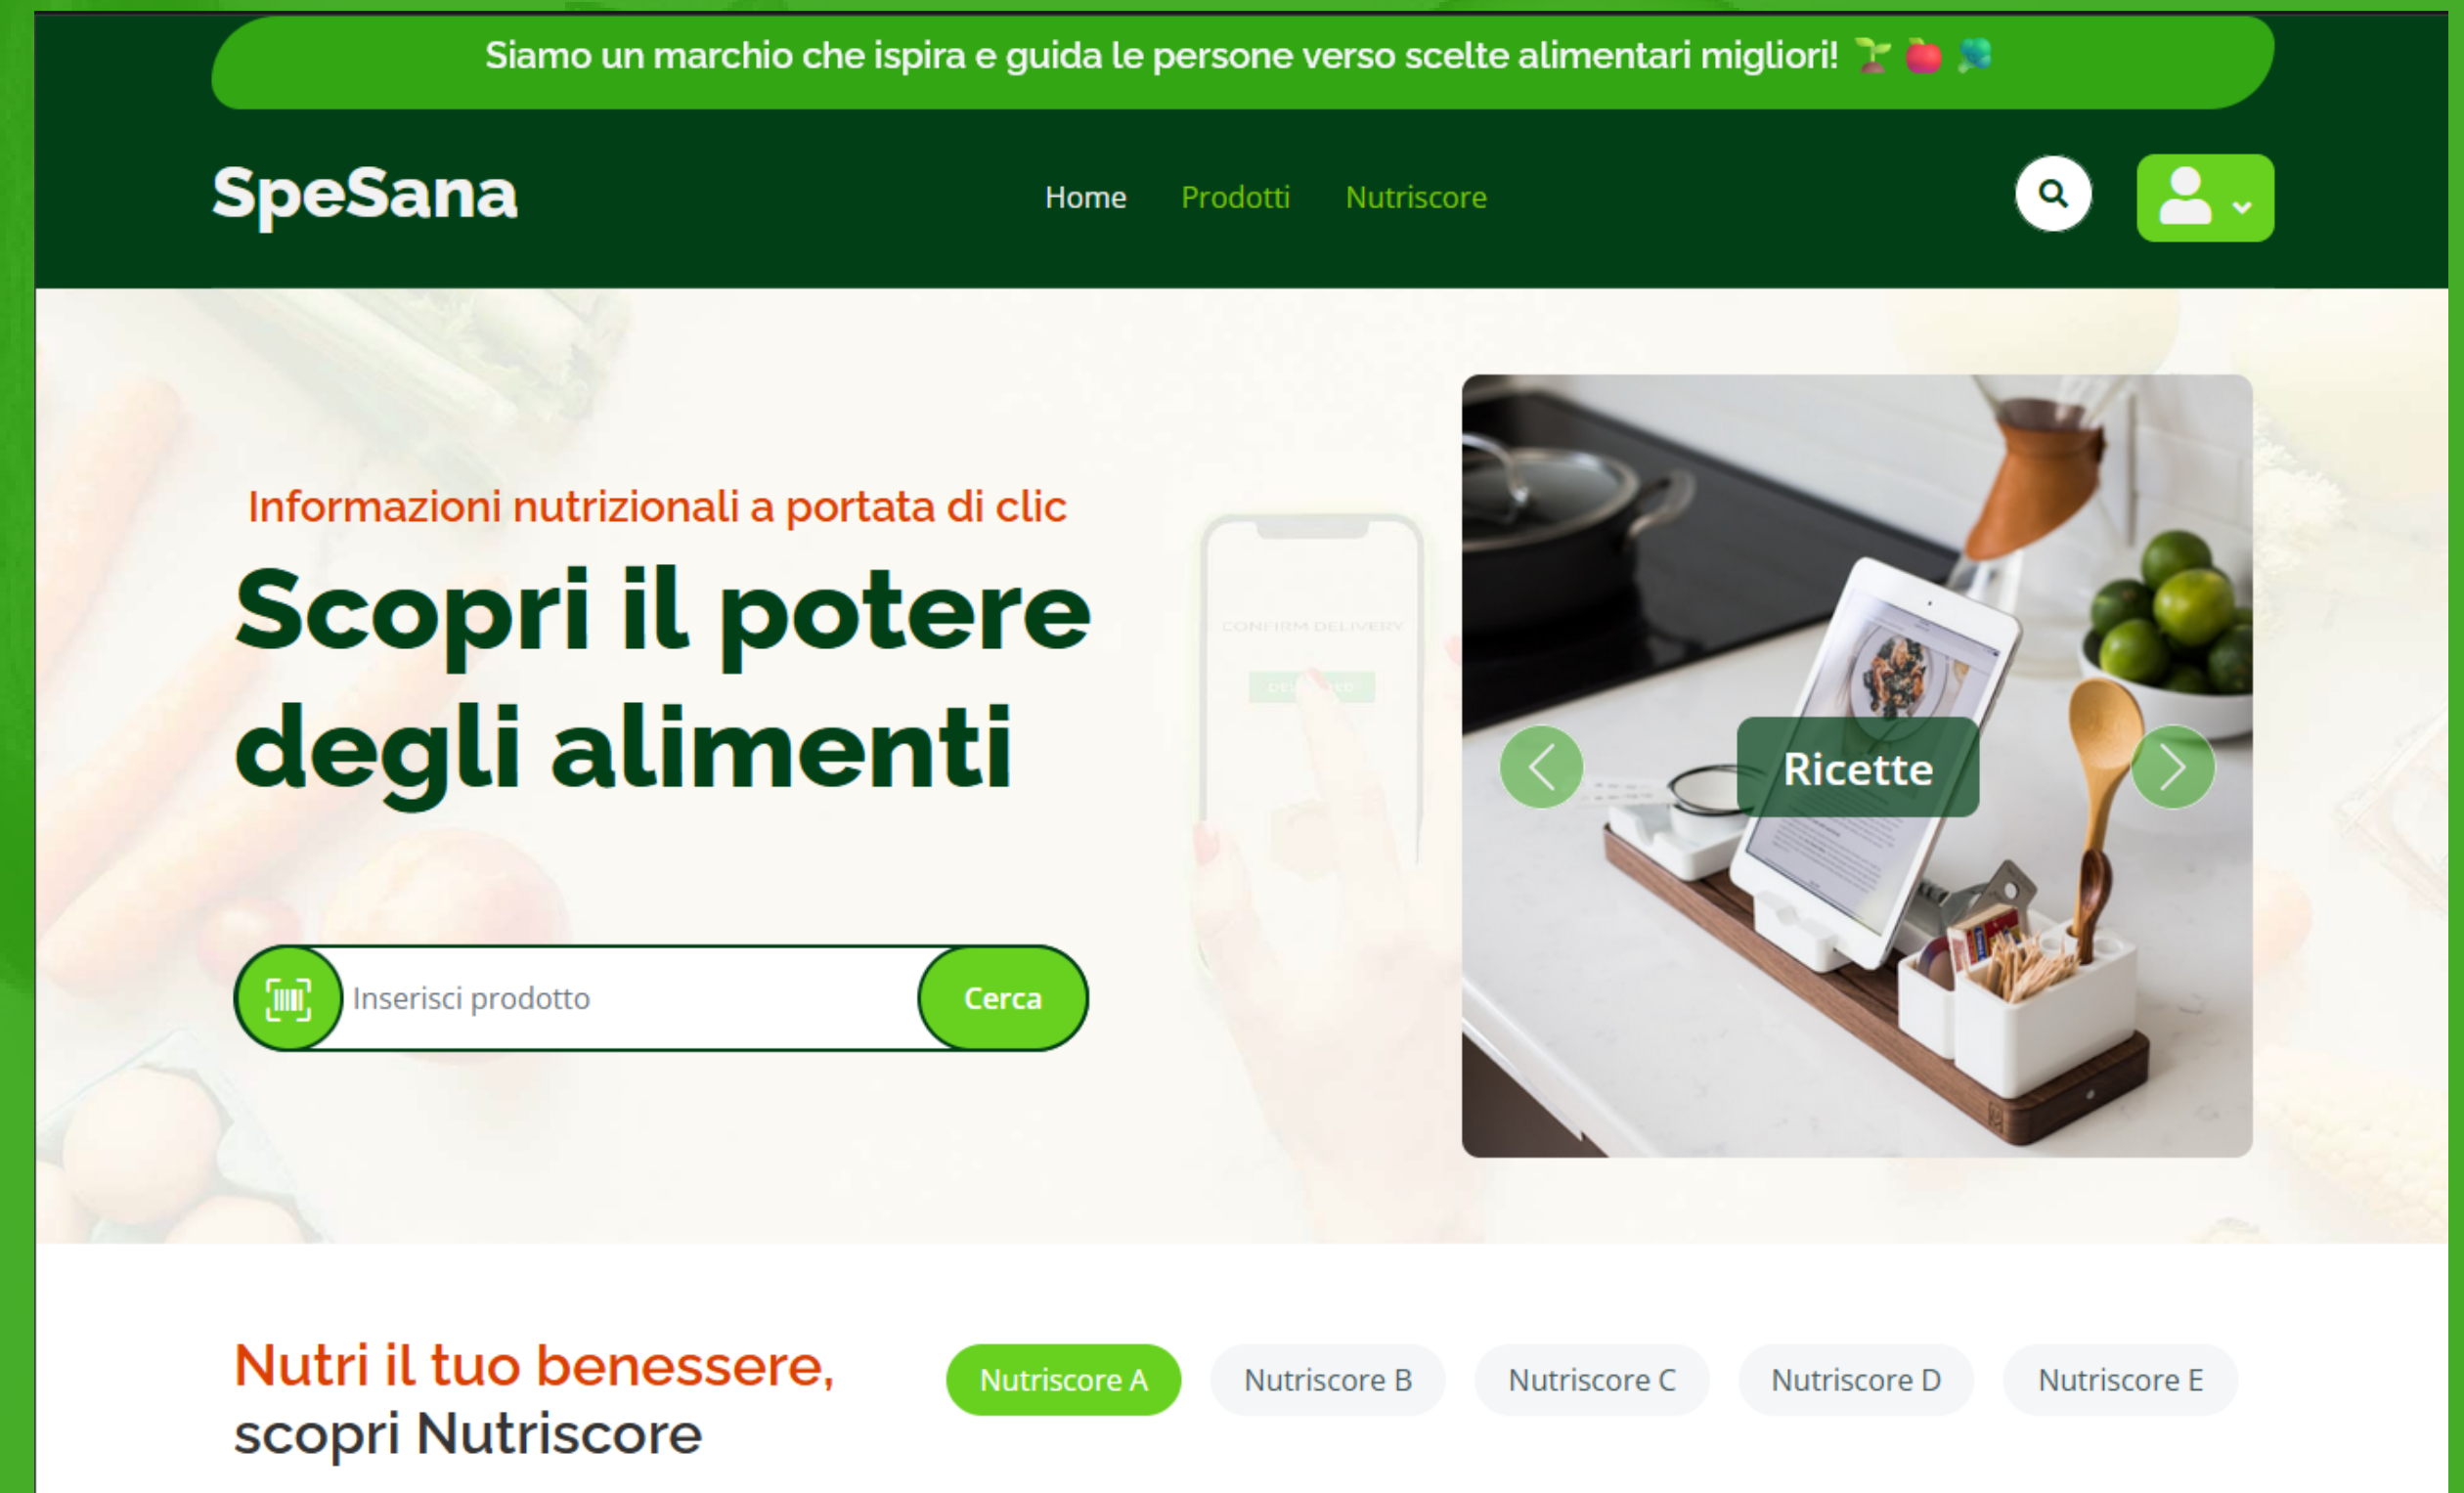 Siamo un marchio che ispira e guida le persone verso scelte alimentari migliori! 🌱 🍎 🥦
SpeSana
Home
Prodotti
Nutriscore
Informazioni nutrizionali a portata di clic
Scopri il potere
degli alimenti
CONFIRM DELIVERY
Ricette
Inserisci prodotto
Cerca
Nutri il tuo benessere,
scopri Nutriscore
Nutriscore A
Nutriscore B
Nutriscore C
Nutriscore D
Nutriscore E